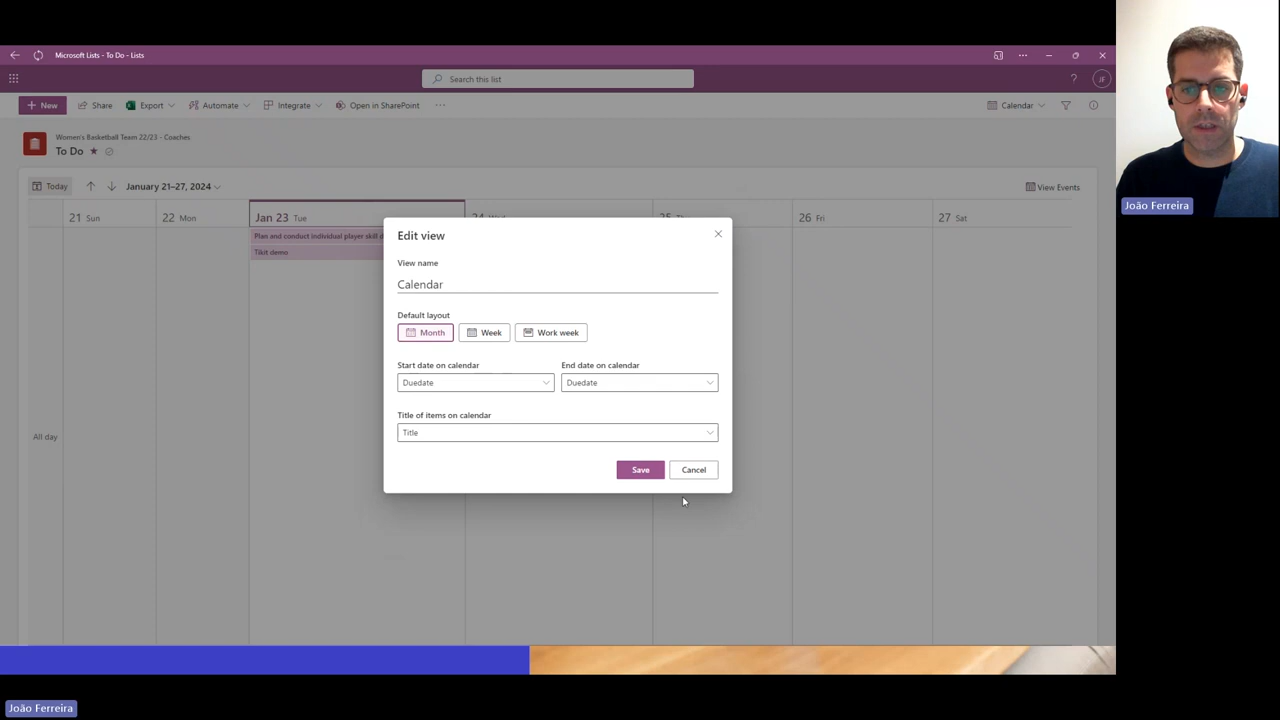 Microsoft Lists - To Do - Lists
Search this list
?
JF
New
Share
Export
Automate
Integrate
Open in SharePoint
Calendar
Women's Basketball Team 22/23 - Coaches
To Do
Today
January 21–27, 2024
View Events
21 Sun
22 Mon
Jan 23 Tue
26 Fri
27 Sat
Plan and conduct individual player skill
Tikit demo
All day
Edit view
View name
Calendar
Default layout
Month
Week
Work week
Start date on calendar
End date on calendar
Duedate
Duedate
Title of items on calendar
Title
Save
Cancel
João Ferreira
João Ferreira